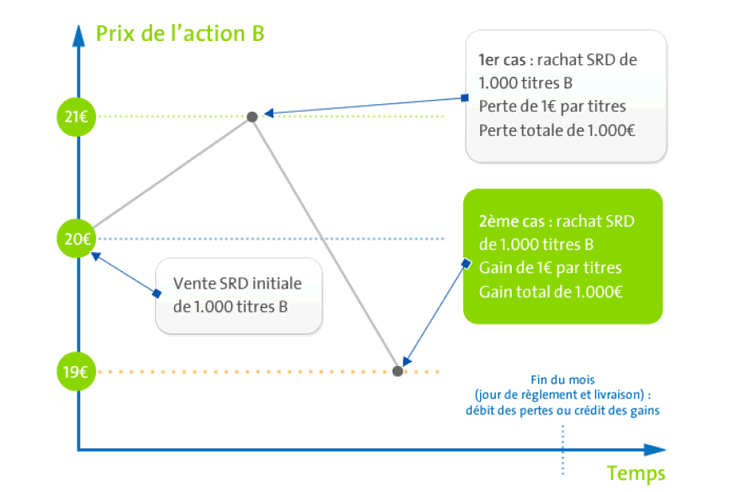 Prix de l'action B
1er cas : rachat SRD de
1.000 titres B
Perte de 1€ par titres
Perte totale de 1.000€
21€
2ème cas : rachat SRD
de 1.000 titres B
Gain de 1€ par titres
Gain total de 1.000€
20€
Vente SRD initiale
de 1.000 titres B
19€
Fin du mois
(jour de règlement et livraison) :
débit des pertes ou crédit des gains
Temps